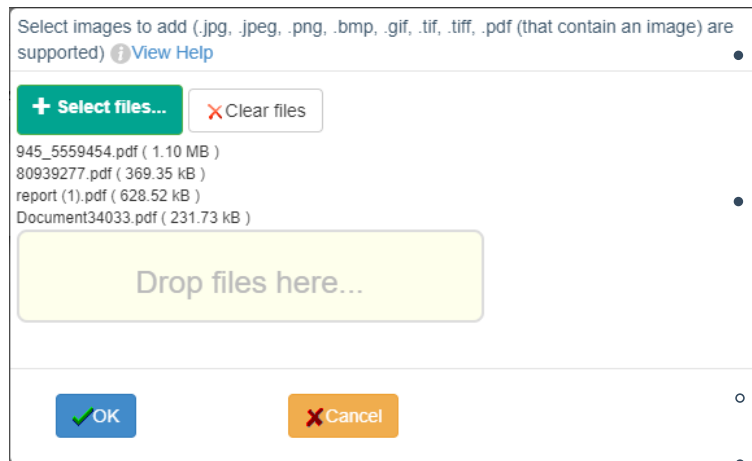 Select images to add (.jpg, .jpeg, .png, .bmp, .gif, .tif, .tiff, .pdf (that contain an image) are
supported) View Help
Select files...
Clear files
945_5559454.pdf ( 1.10 MB )
80939277.pdf ( 369.35 kB )
report (1).pdf ( 628.52 kB )
Document34033.pdf ( 231.73 kB )
Drop files here...
OK
Cancel